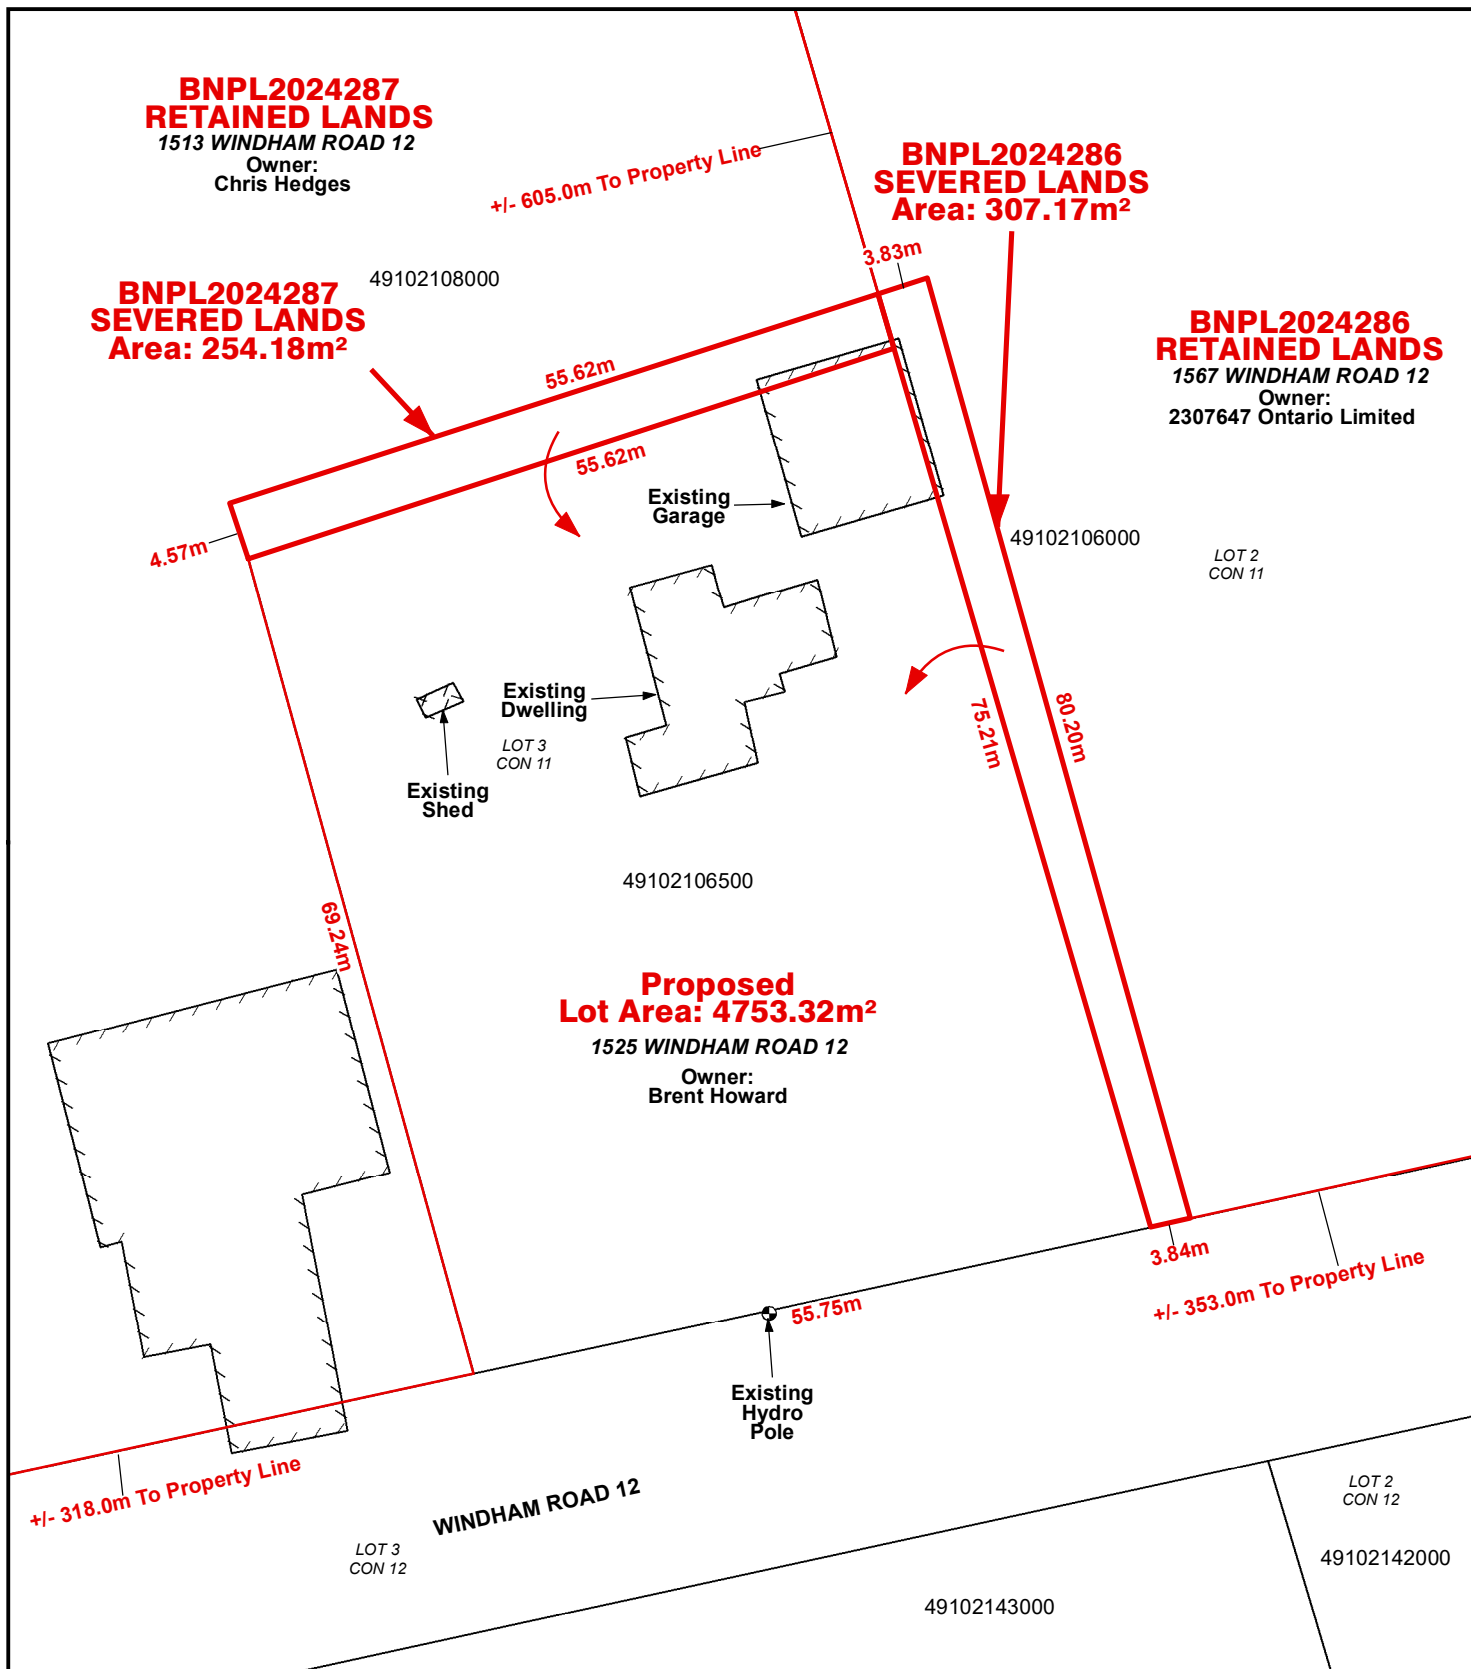 BNPL2024287
RETAINED LANDS
1513 WINDHAM ROAD 12
Owner:
Chris Hedges
+/- 605.0m To Property Line
BNPL2024286
SEVERED LANDS
Area: 307.17m²
3.83m
49102108000
BNPL2024287
SEVERED LANDS
Area: 254.18m²
BNPL2024286
RETAINED LANDS
1567 WINDHAM ROAD 12
Owner:
2307647 Ontario Limited
55.62m
55.62m
Existing
Garage
4.57m
49102106000
LOT 2
CON 11
Existing
Dwelling
LOT 3
CON 11
Existing
Shed
75.21m
80.20m
49102106500
69.24m
Proposed
Lot Area: 4753.32m²
1525 WINDHAM ROAD 12
Owner:
Brent Howard
3.84m
+/- 353.0m To Property Line
55.75m
Existing
Hydro
Pole
+/- 318.0m To Property Line
WINDHAM ROAD 12
LOT 3
CON 12
LOT 2
CON 12
49102142000
49102143000